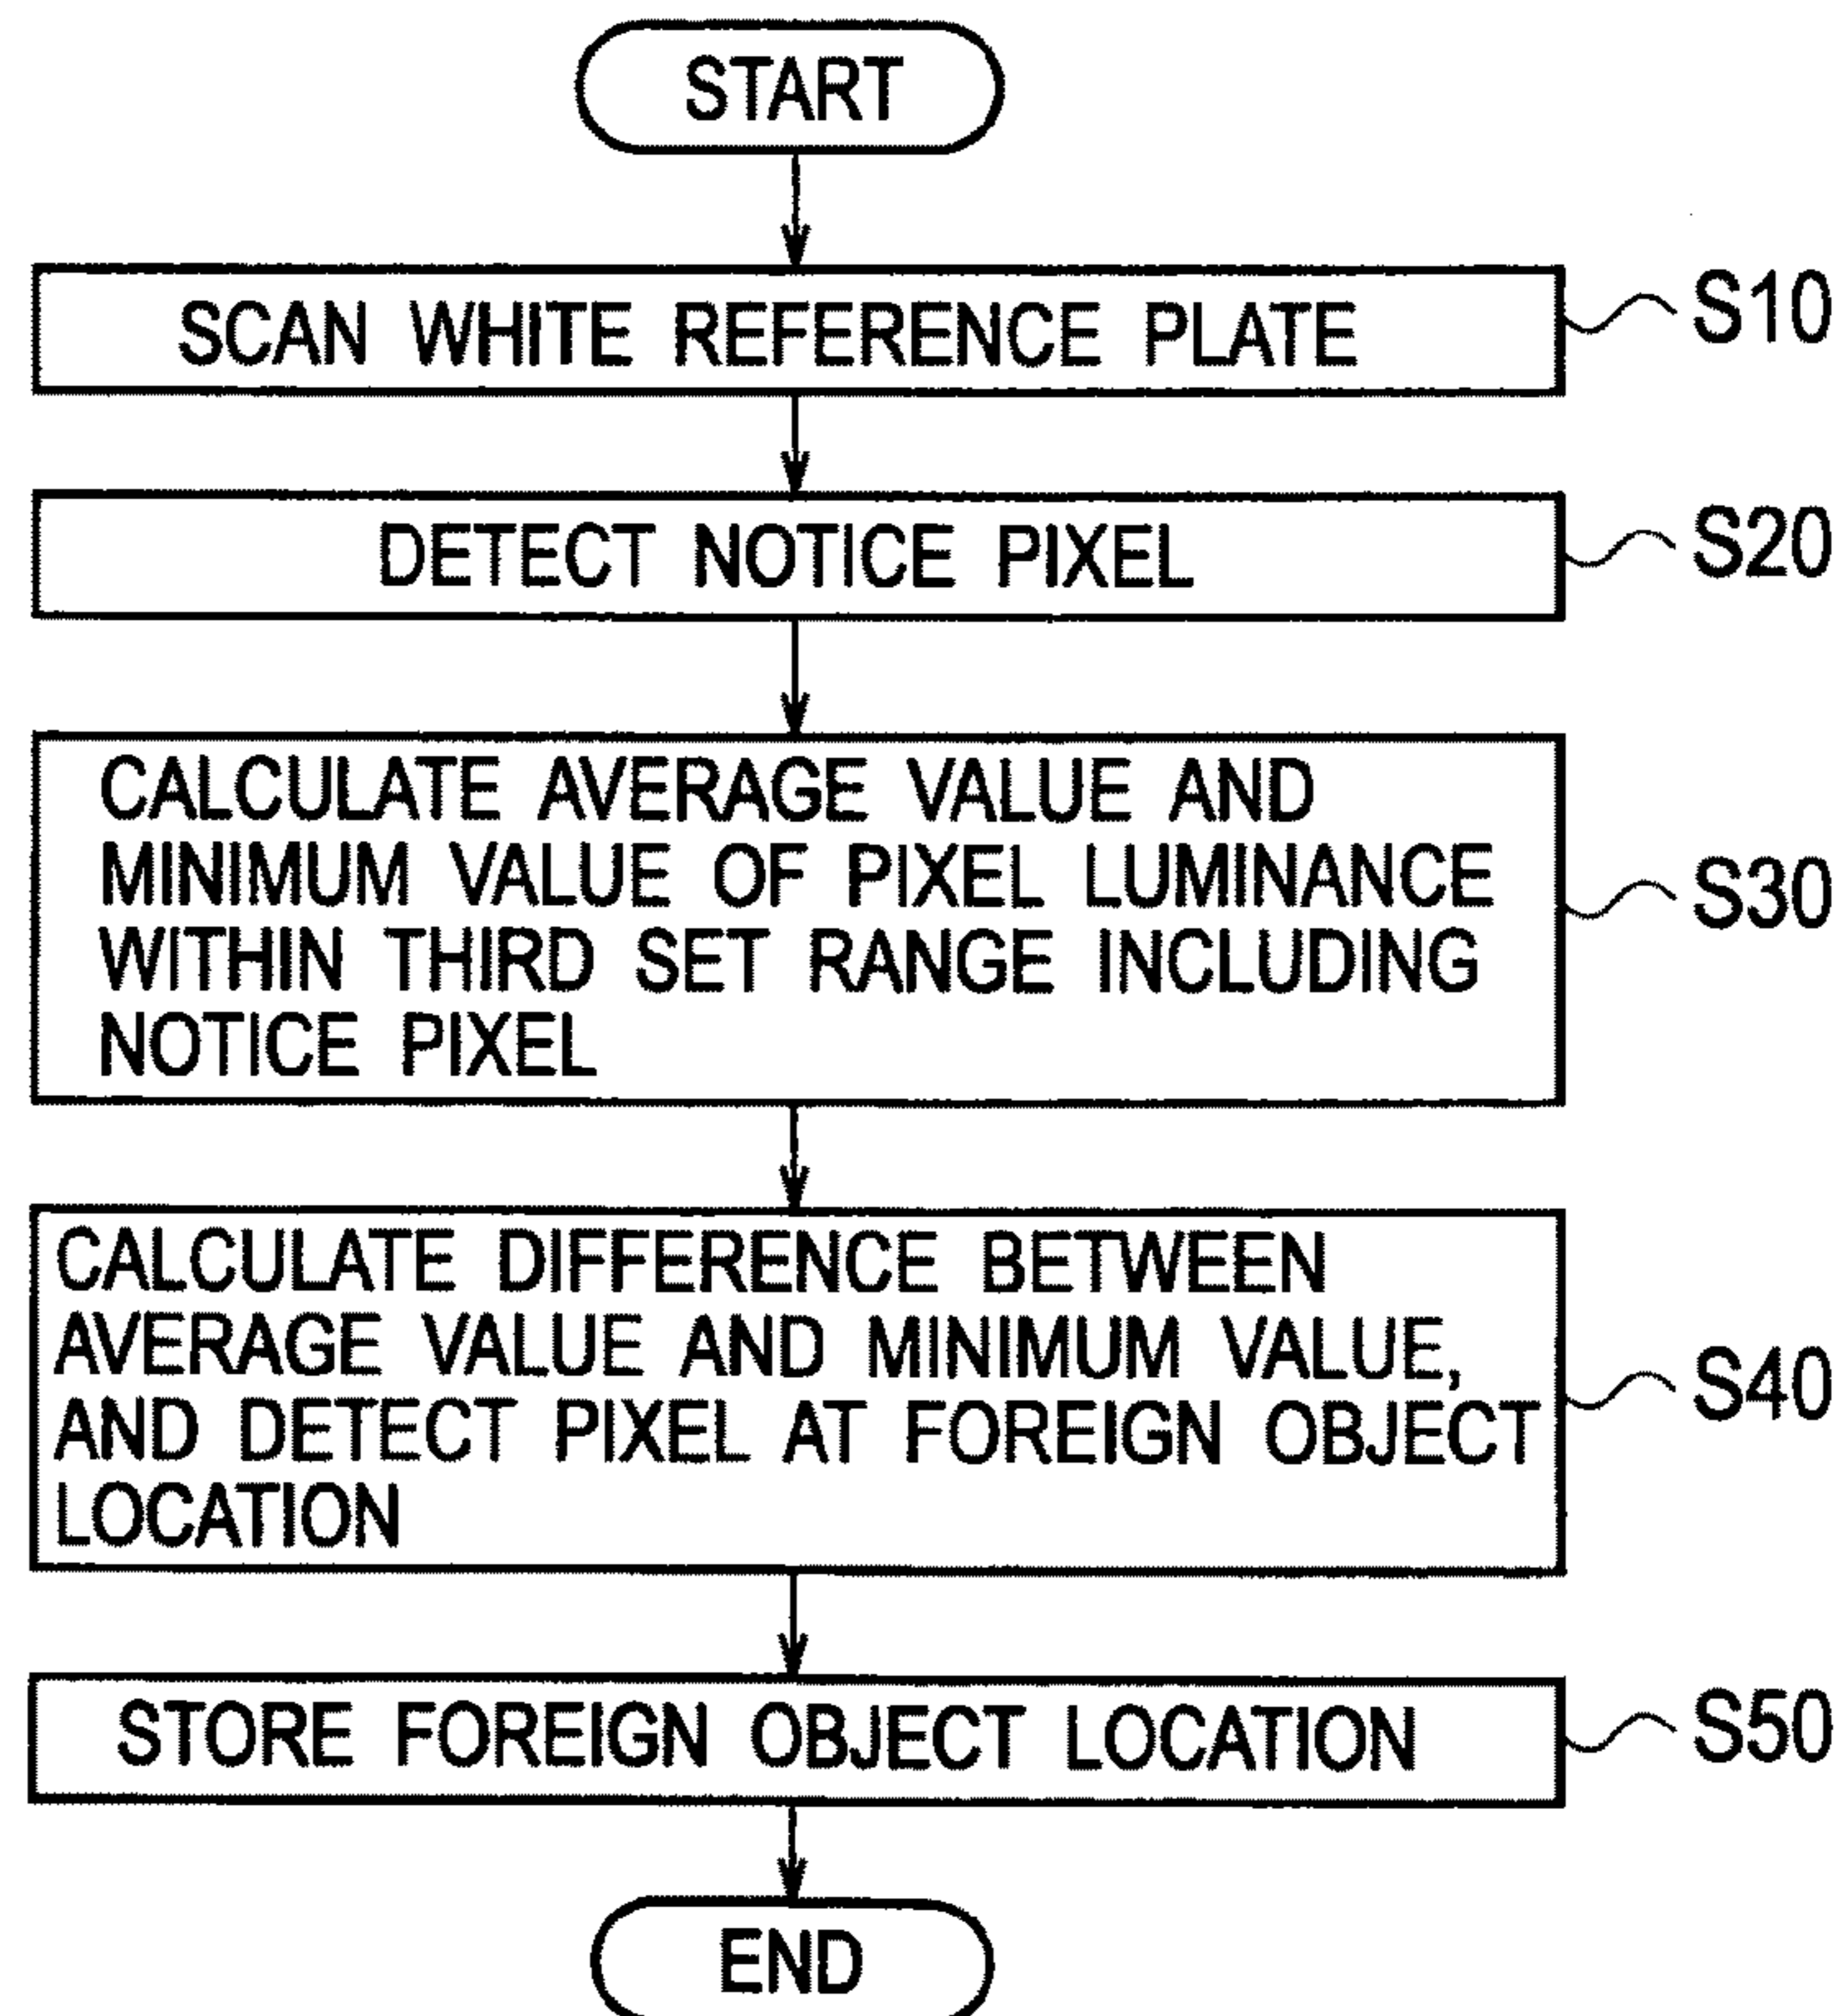 START
SCAN WHITE REFERENCE PLATE
S10
DETECT NOTICE PIXEL
S20
CALCULATE AVERAGE VALUE AND
MINIMUM VALUE OF PIXEL LUMINANCE
WITHIN THIRD SET RANGE INCLUDING
NOTICE PIXEL
S30
CALCULATE DIFFERENCE BETWEEN
AVERAGE VALUE AND MINIMUM VALUE,
AND DETECT PIXEL AT FOREIGN OBJECT
LOCATION
S40
STORE FOREIGN OBJECT LOCATION
S50
END